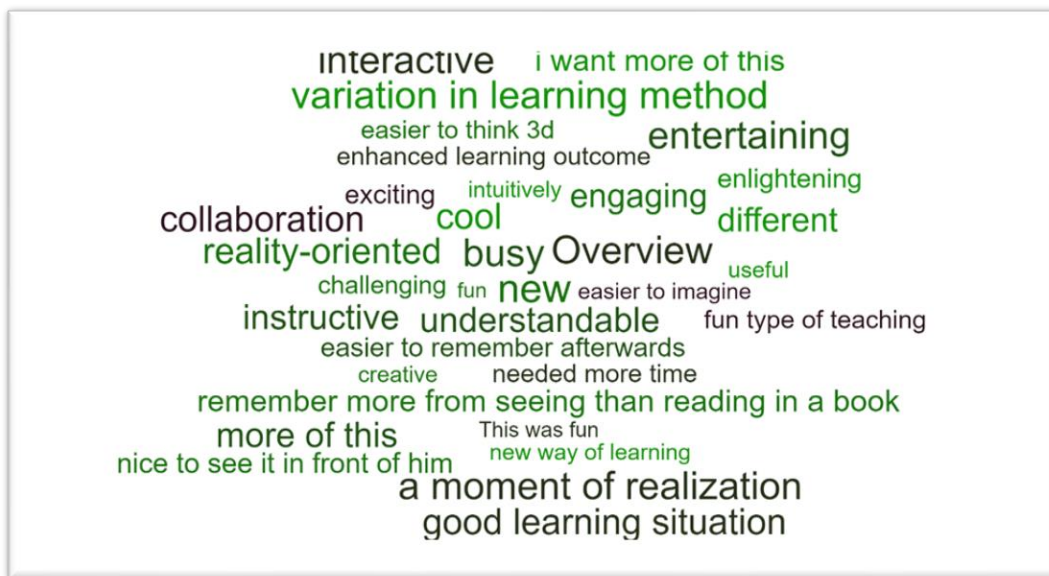 interactive i want more of this
variation in learning method
easier to think 3d entertaining
enhanced learning outcome
enlightening
exciting intuitively engaging
collaboration cool different
reality-oriented busy Overview
useful
challenging fun new easier to imagine
instructive understandable fun type of teaching
easier to remember afterwards
creative needed more time
remember more from seeing than reading in a book
more of this This was fun
new way of learning
nice to see it in front of him
a moment of realization
good learning situation